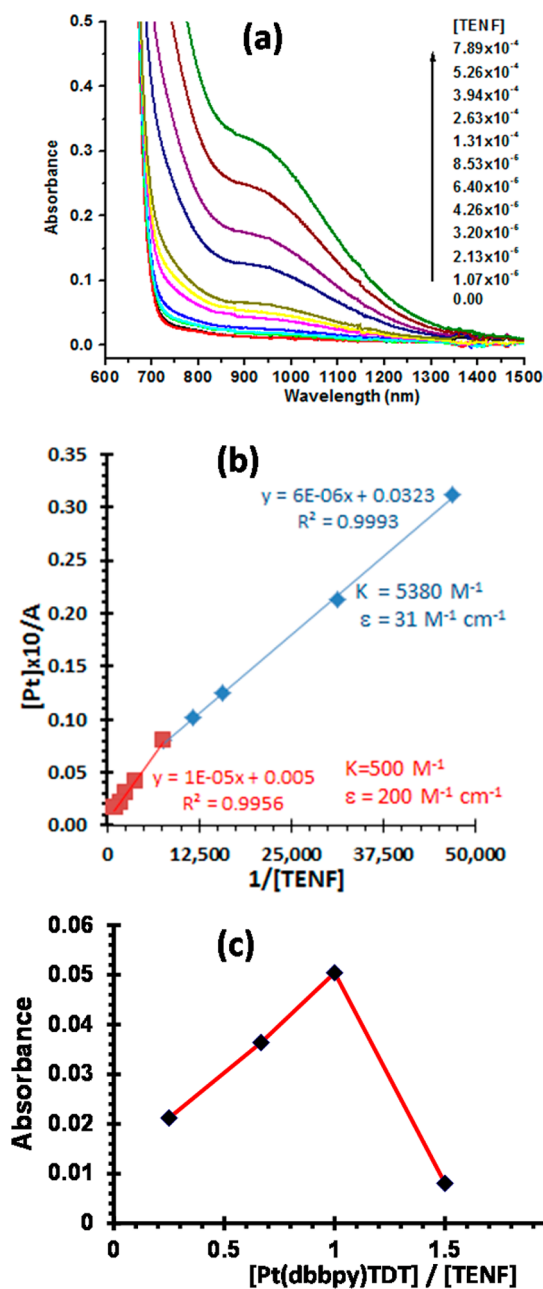 (a)
[TENF]
7.89x10⁻⁴
5.26x10⁻⁴
3.94x10⁻⁴
2.63x10⁻⁴
1.31x10⁻⁴
8.53x10⁻⁵
6.40x10⁻⁵
4.26x10⁻⁵
3.20x10⁻⁵
2.13x10⁻⁵
1.07x10⁻⁵
0.00
0.5
0.4
0.3
0.2
0.1
0.0
Absorbance
600 700 800 900 1000 1100 1200 1300 1400 1500
Wavelength (nm)
(b)
0.35
0.30
0.25
0.20
0.15
0.10
0.05
0.00
[Pt]x10/A
y = 6E-06x + 0.0323
R² = 0.9993
K = 5380 M⁻¹
ε = 31 M⁻¹ cm⁻¹
y = 1E-05x + 0.005
R² = 0.9956
K=500 M⁻¹
ε = 200 M⁻¹ cm⁻¹
0 12,500 25,000 37,500 50,000
1/[TENF]
(c)
0.06
0.05
0.04
0.03
0.02
0.01
0
Absorbance
0 0.5 1 1.5
[Pt(dbbpy)TDT] / [TENF]